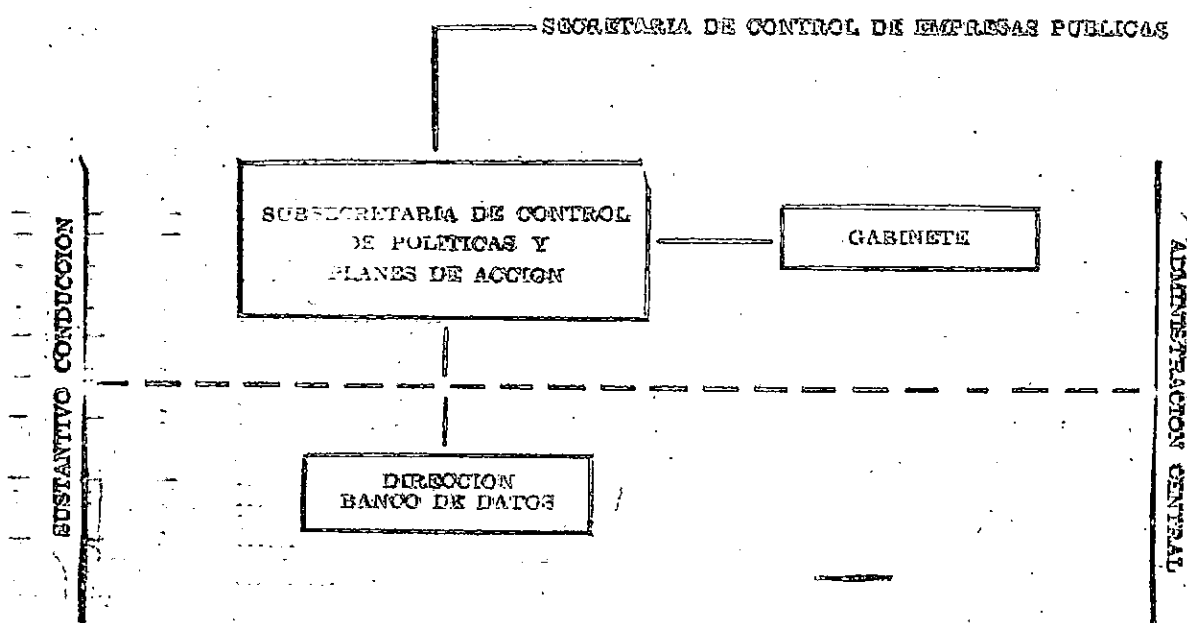 SECRETARIA DE CONTROL DE EMPRESAS PUBLICAS
SUBSECRETARIA DE CONTROL
DE POLITICAS Y
PLANES DE ACCION
GABINETE
CONDUCCION
SUSTANTIVO
ADMINISTRACION CENTRAL
DIRECCION
BANCO DE DATOS